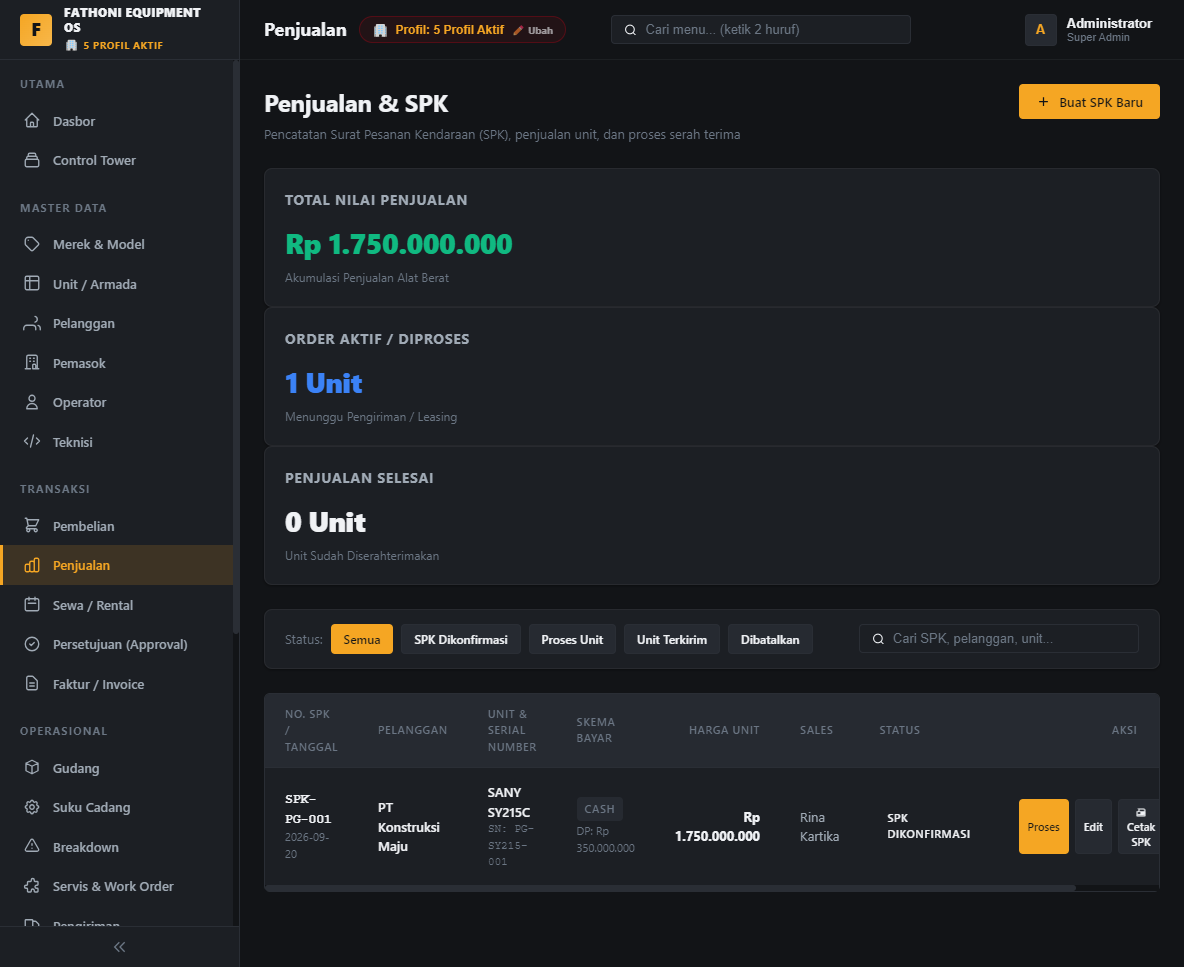 F
FATHONI EQUIPMENT
OS
5 PROFIL AKTIF
Penjualan
Profil: 5 Profil Aktif
Ubah
Cari menu... (ketik 2 huruf)
A
Administrator
Super Admin
UTAMA
Dasbor
Control Tower
MASTER DATA
Merek & Model
Unit / Armada
Pelanggan
Pemasok
Operator
Teknisi
TRANSAKSI
Pembelian
Penjualan
Sewa / Rental
Persetujuan (Approval)
Faktur / Invoice
OPERASIONAL
Gudang
Suku Cadang
Breakdown
Servis & Work Order
Pengiriman
Penjualan & SPK
Pencatatan Surat Pesanan Kendaraan (SPK), penjualan unit, dan proses serah terima
+ Buat SPK Baru
TOTAL NILAI PENJUALAN
Rp 1.750.000.000
Akumulasi Penjualan Alat Berat
ORDER AKTIF / DIPROSES
1 Unit
Menunggu Pengiriman / Leasing
PENJUALAN SELESAI
0 Unit
Unit Sudah Diserahterimakan
Status:
Semua
SPK Dikonfirmasi
Proses Unit
Unit Terkirim
Dibatalkan
Cari SPK, pelanggan, unit...
NO. SPK
/
TANGGAL
PELANGGAN
UNIT &
SERIAL
NUMBER
SKEMA
BAYAR
HARGA UNIT
SALES
STATUS
AKSI
SPK-
PG-001
2026-09-
20
PT
Konstruksi
Maju
SANY
SY215C
SN: PG-
SY215-
001
CASH
DP: Rp
350.000.000
Rp
1.750.000.000
Rina
Kartika
SPK
DIKONFIRMASI
Proses
Edit
Cetak
SPK